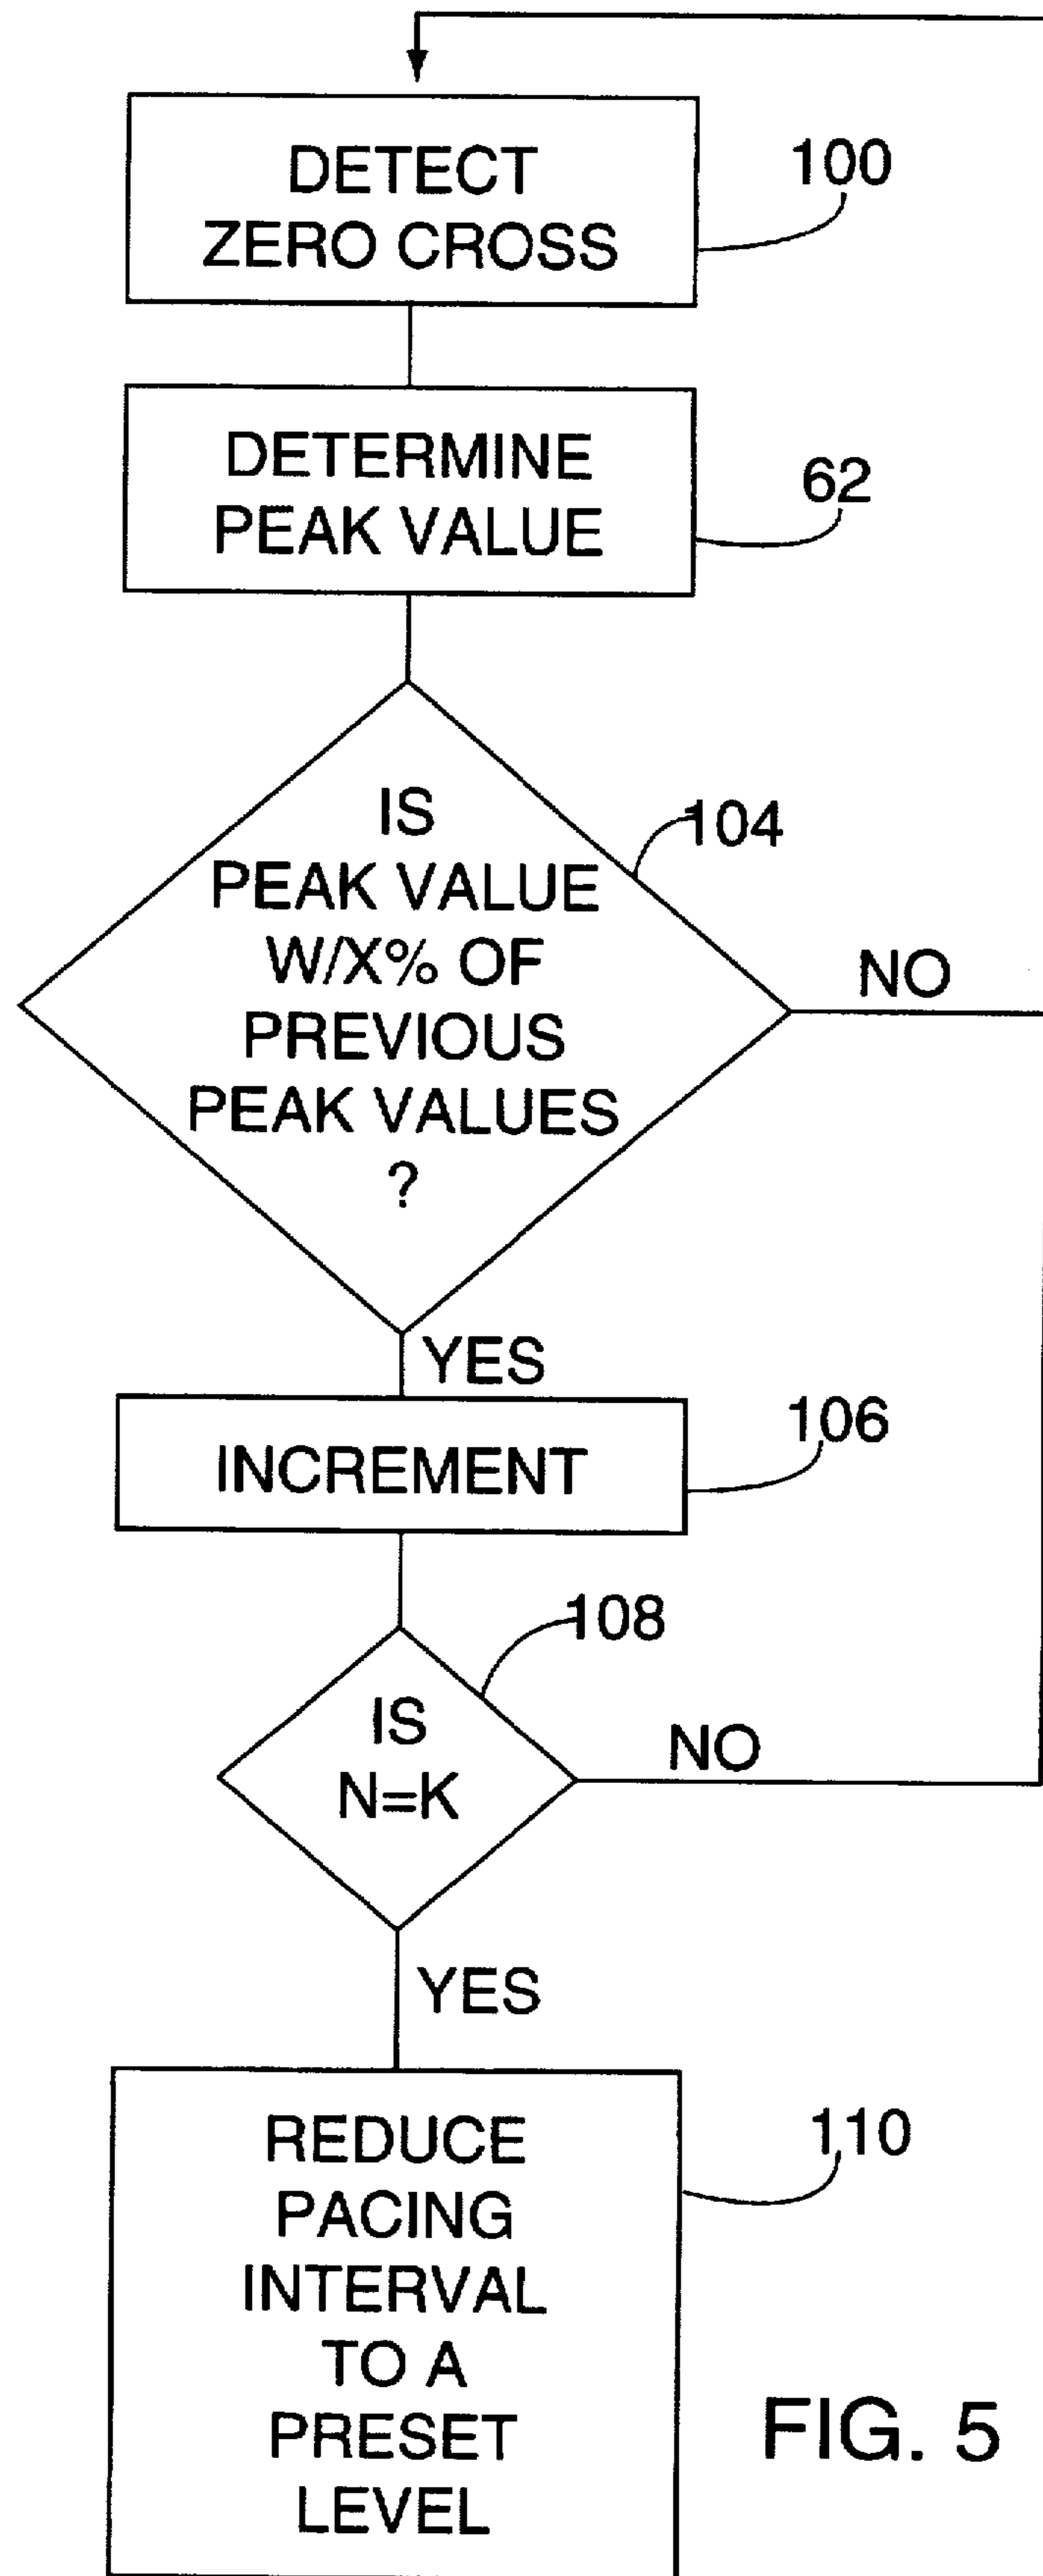 DETECT
ZERO CROSS
100
DETERMINE
PEAK VALUE
62
IS
PEAK VALUE
W/X% OF
PREVIOUS
PEAK VALUES
?
104
NO
YES
INCREMENT
106
IS
N=K
108
NO
YES
REDUCE
PACING
INTERVAL
TO A
PRESET
LEVEL
110
FIG. 5